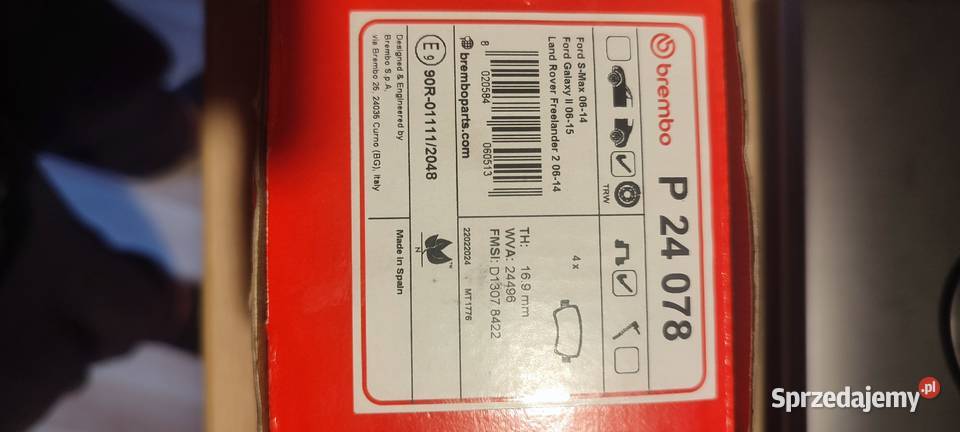 brembo P 24 078
TRW
Ford S-Max 06-14
Ford Galaxy II 06-15
Land Rover Freelander 2 06-14
8 020584 060513
4 x
TH: 16.9 mm
WVA: 24496
FMSI: D1307 8422
bremboparts.com
22022024 MT1776
E9 90R-01111/2048
N
TM
Designed & Engineered by
Brembo S.p.A.
via Brembo 25, 24035 Curno (BG), Italy
Made in Spain
Sprzedajemy.pl